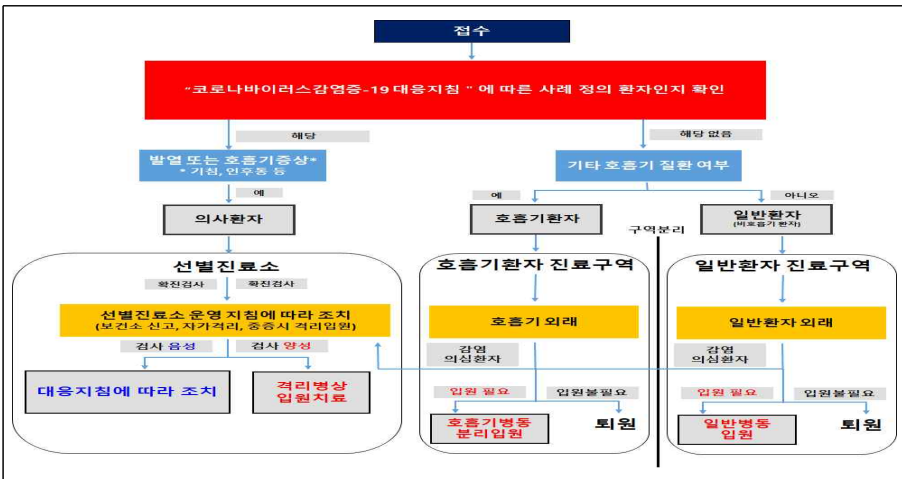 접수
"코로나바이러스감염증-19 대응지침 " 에 따른 사례 정의 환자인지 확인
해당
해당 없음
발열 또는 호흡기증상*
* 기침, 인후통 등
기타 호흡기 질환 여부
예
예
아니오
의사환자
호흡기환자
일반환자
(비호흡기 환자)
구역분리
선별진료소
호흡기환자 진료구역
일반환자 진료구역
확진검사
확진검사
선별진료소 운영 지침에 따라 조치
(보건소 신고, 자가격리, 중증시 격리입원)
호흡기 외래
일반환자 외래
검사 음성
검사 양성
감염
의심환자
감염
의심환자
대응지침에 따라 조치
격리병상
입원치료
입원 필요
입원불필요
입원 필요
입원불필요
호흡기병동
분리입원
퇴원
일반병동
입원
퇴원